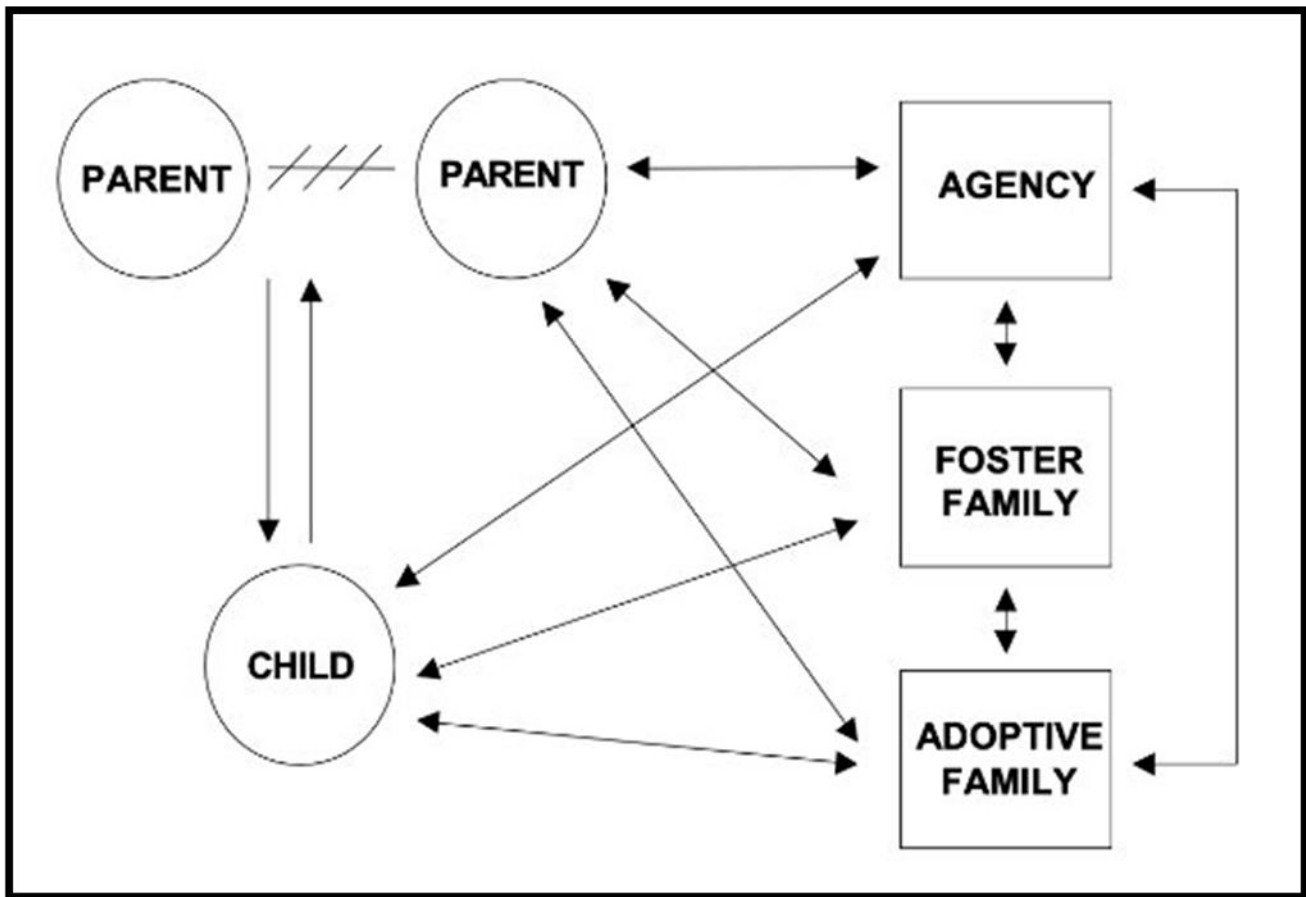 PARENT
PARENT
AGENCY
FOSTER
FAMILY
CHILD
ADOPTIVE
FAMILY